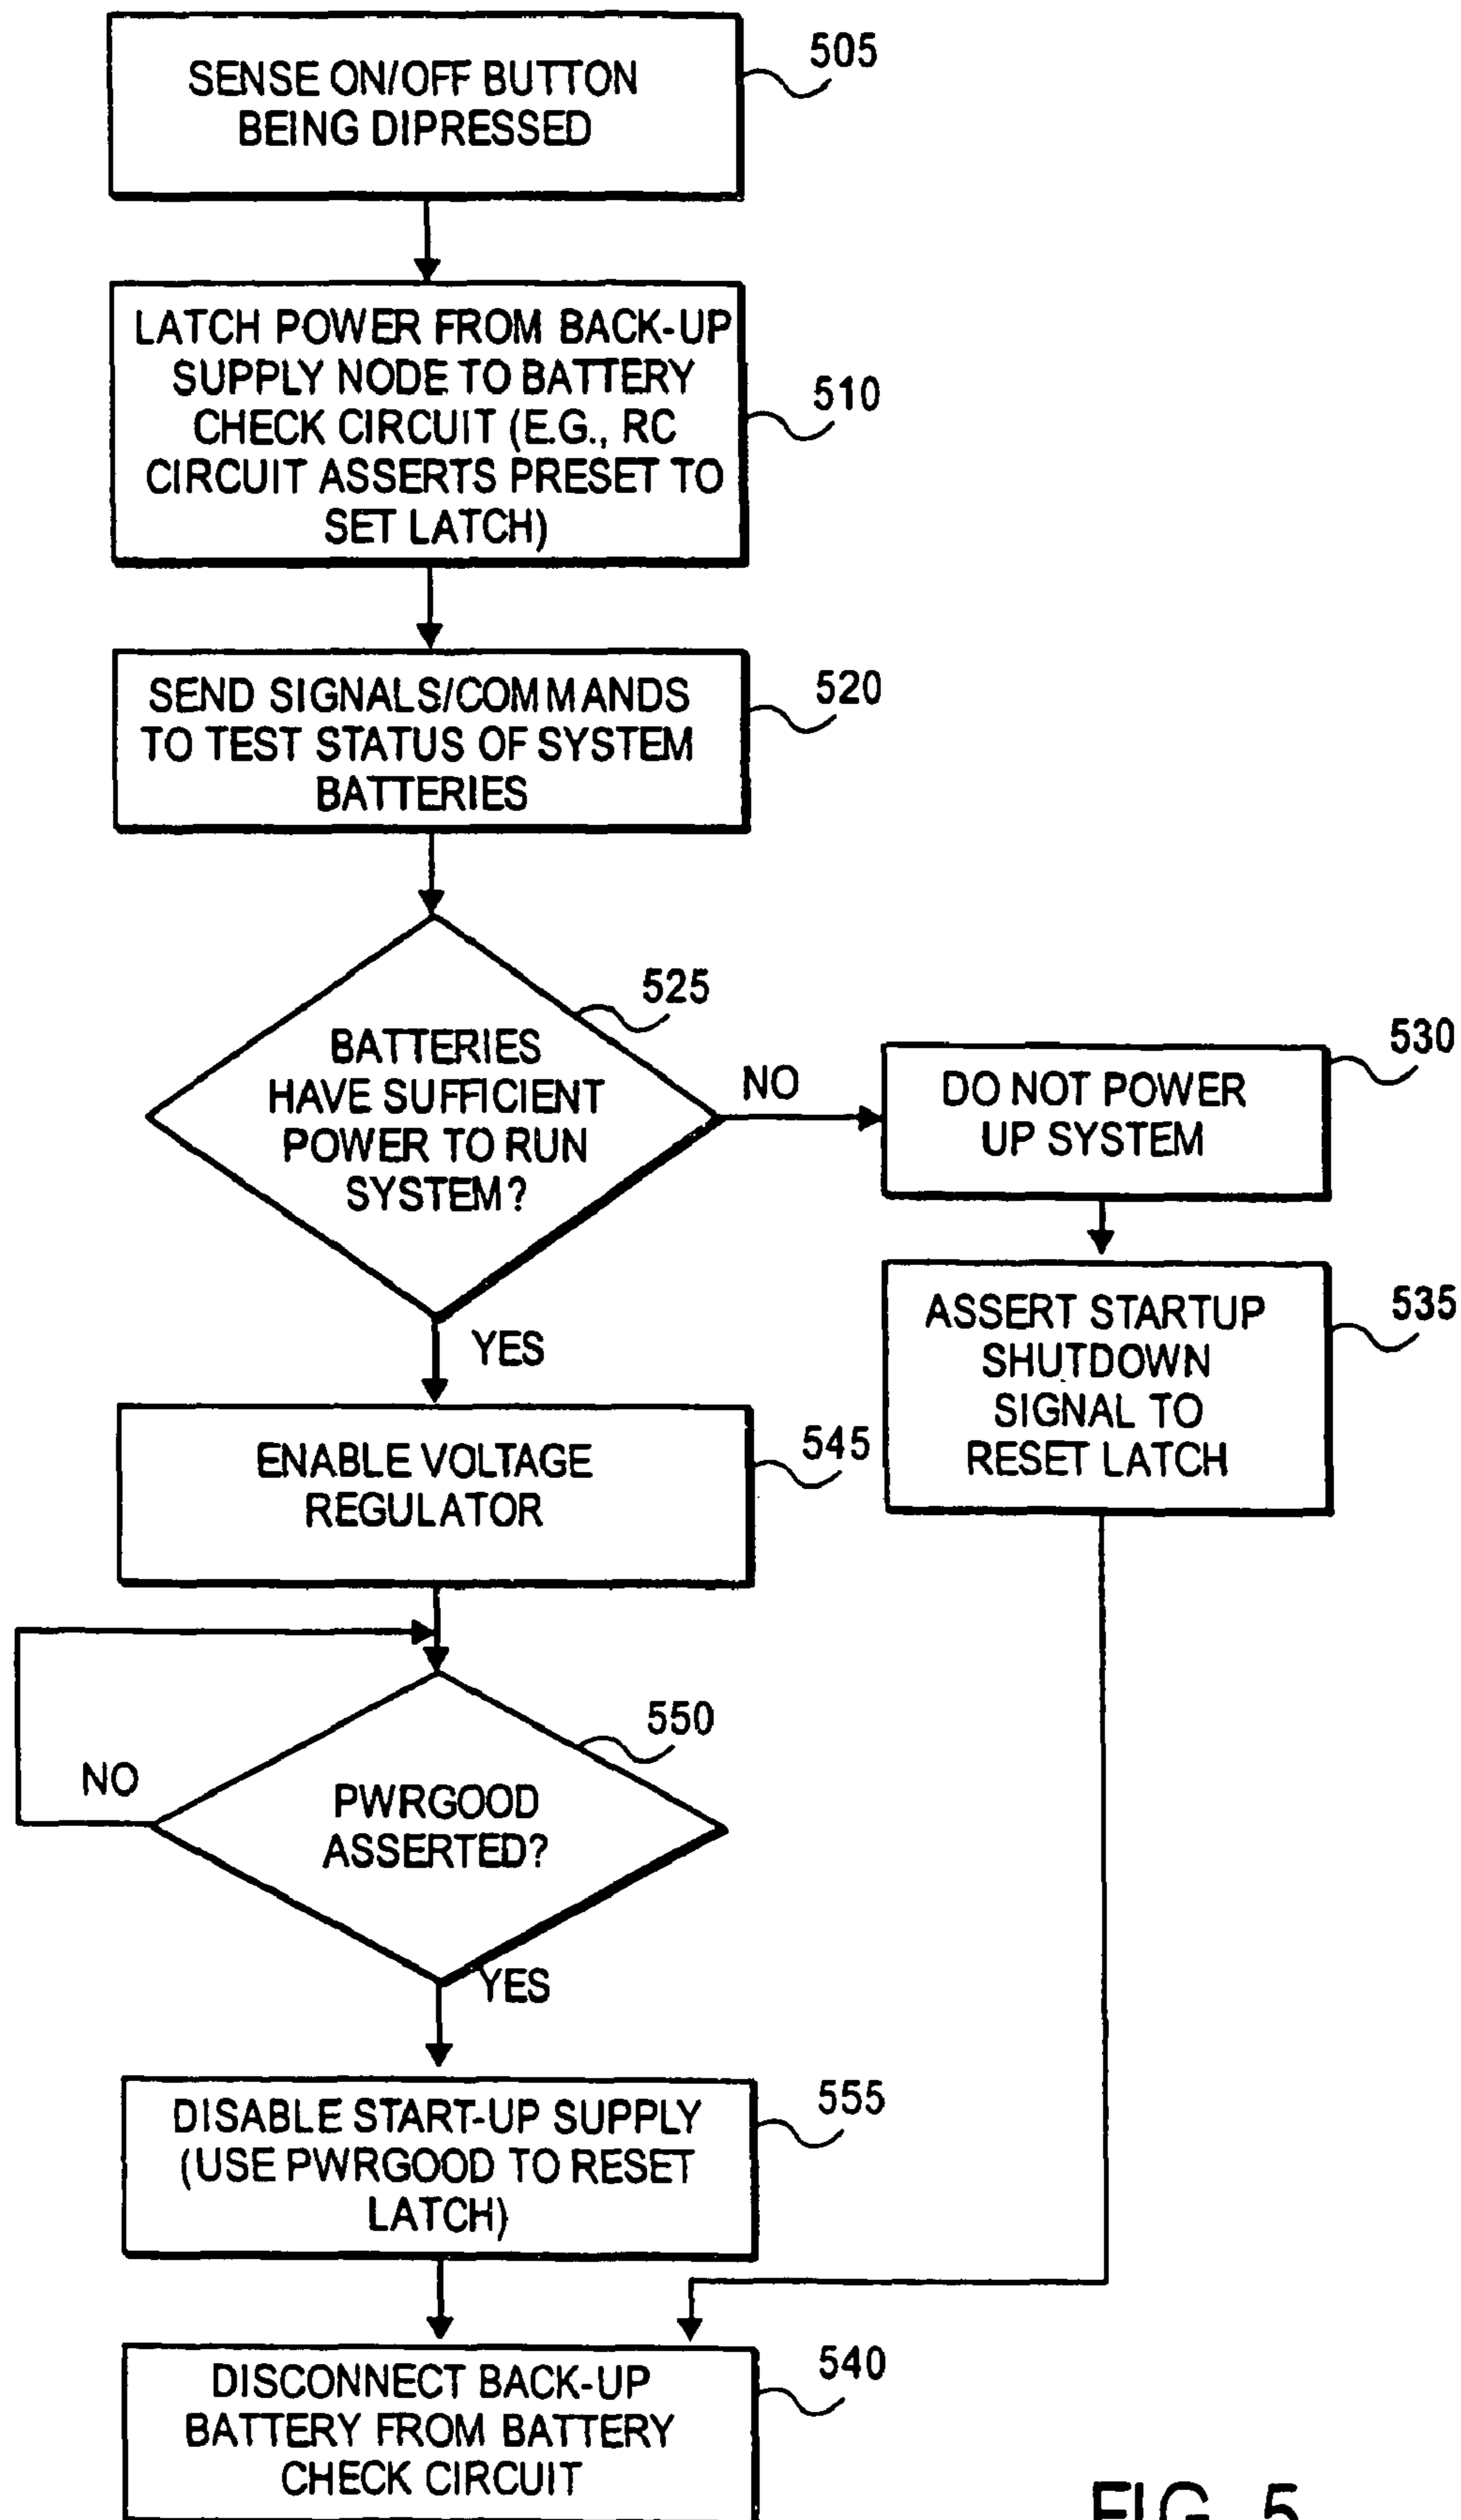 SENSE ON/OFF BUTTON
BEING DIPRESSED
505
LATCH POWER FROM BACK-UP
SUPPLY NODE TO BATTERY
CHECK CIRCUIT (E.G., RC
CIRCUIT ASSERTS PRESET TO
SET LATCH)
510
SEND SIGNALS/COMMANDS
TO TEST STATUS OF SYSTEM
BATTERIES
520
525
BATTERIES
HAVE SUFFICIENT
POWER TO RUN
SYSTEM?
NO
YES
530
DO NOT POWER
UP SYSTEM
535
ASSERT STARTUP
SHUTDOWN
SIGNAL TO
RESET LATCH
ENABLE VOLTAGE
REGULATOR
545
550
PWRGOOD
ASSERTED?
NO
YES
DISABLE START-UP SUPPLY
(USE PWRGOOD TO RESET
LATCH)
555
DISCONNECT BACK-UP
BATTERY FROM BATTERY
CHECK CIRCUIT
540
FIG. 5